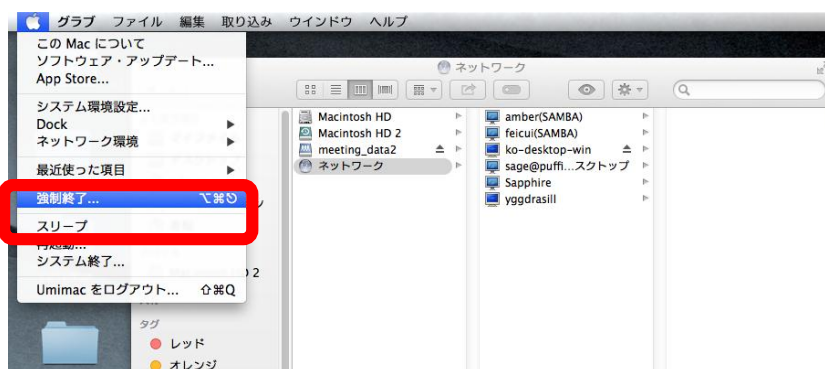 グラブ ファイル 編集 取り込み ウインドウ ヘルプ
この Mac について
ソフトウェア・アップデート...
App Store...
システム環境設定...
Dock
ネットワーク環境
最近使った項目
強制終了... ⌥⌘⎋
スリープ
再起動...
システム終了...
Umimac をログアウト... ⇧⌘Q
ネットワーク
Macintosh HD
Macintosh HD 2
meeting_data2
ネットワーク
amber(SAMBA)
feicui(SAMBA)
ko-desktop-win
sage@puffi...スクトップ
Sapphire
yggdrasill
タグ
レッド
オレンジ